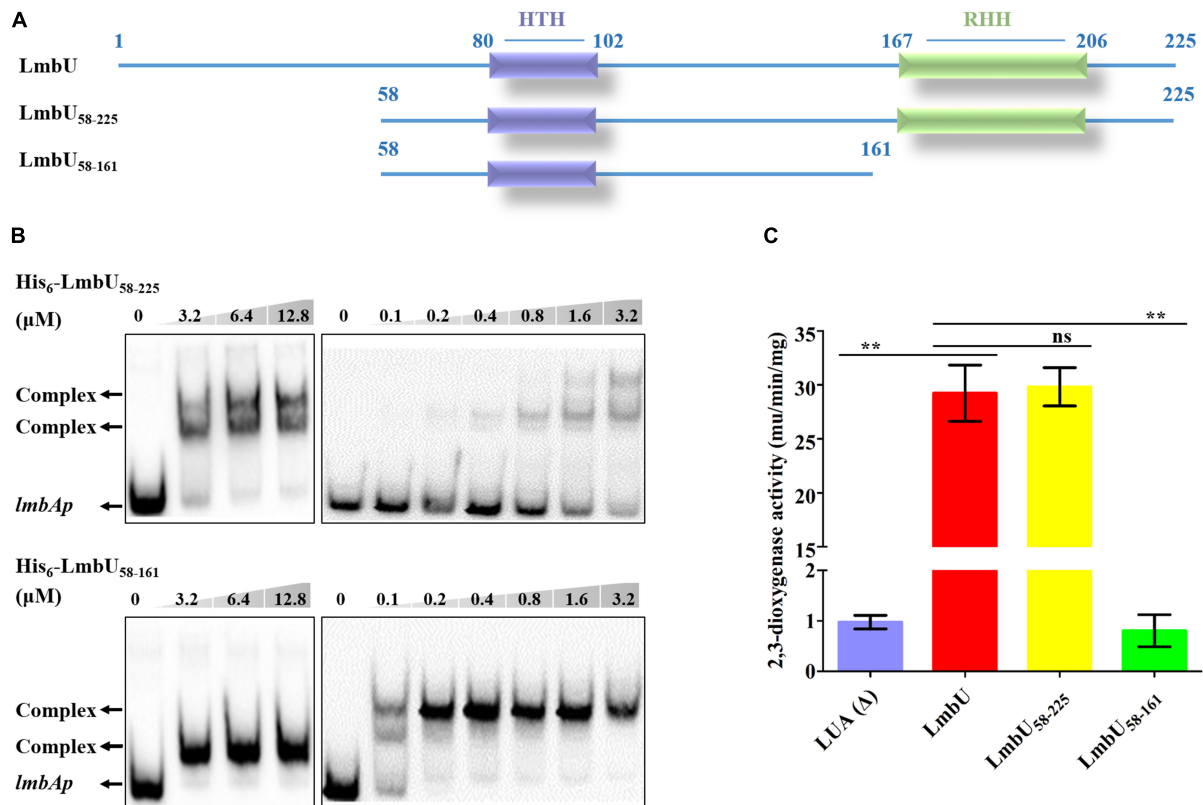 A
HTH
RHH
1
80
102
167
206
225
LmbU
58
225
LmbU58-225
58
161
LmbU58-161
B
His6-LmbU58-225
(µM)
0
3.2
6.4
12.8
0
0.1
0.2
0.4
0.8
1.6
3.2
Complex
Complex
lmbAp
His6-LmbU58-161
(µM)
0
3.2
6.4
12.8
0
0.1
0.2
0.4
0.8
1.6
3.2
Complex
Complex
lmbAp
C
2,3-dioxygenase activity (mu/min/mg)
35
30
25
20
15
2
1
0
**
ns
**
LUA (Δ)
LmbU
LmbU58-225
LmbU58-161